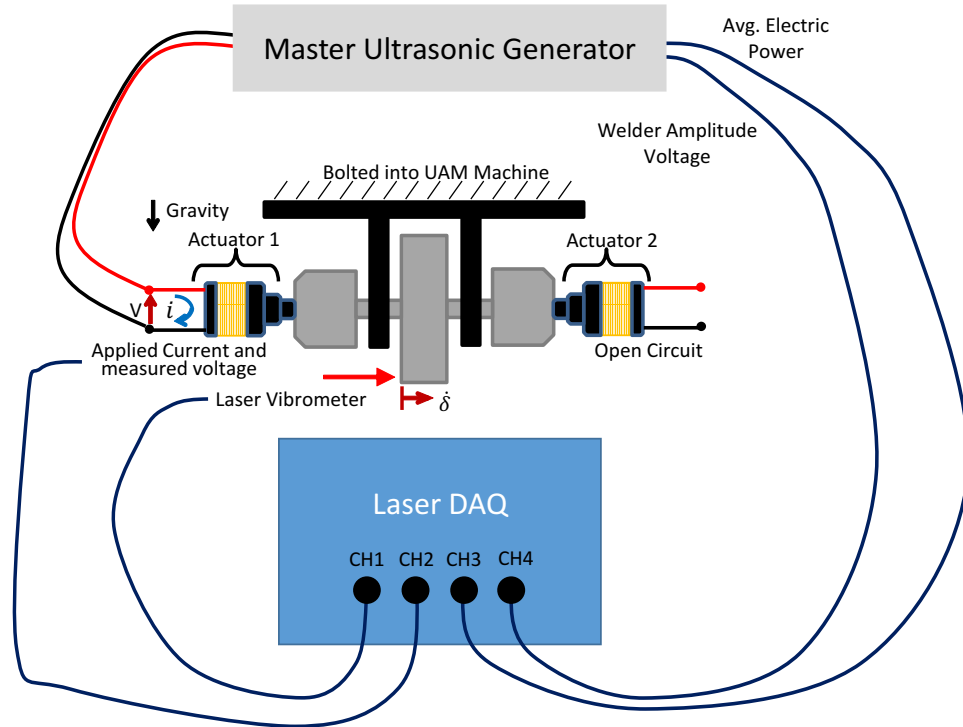 Master Ultrasonic Generator
Avg. Electric
Power
Welder Amplitude
Voltage
Bolted into UAM Machine
Gravity
Actuator 1
Actuator 2
V
i
Applied Current and
measured voltage
Open Circuit
Laser Vibrometer
δ̇
Laser DAQ
CH1 CH2 CH3 CH4